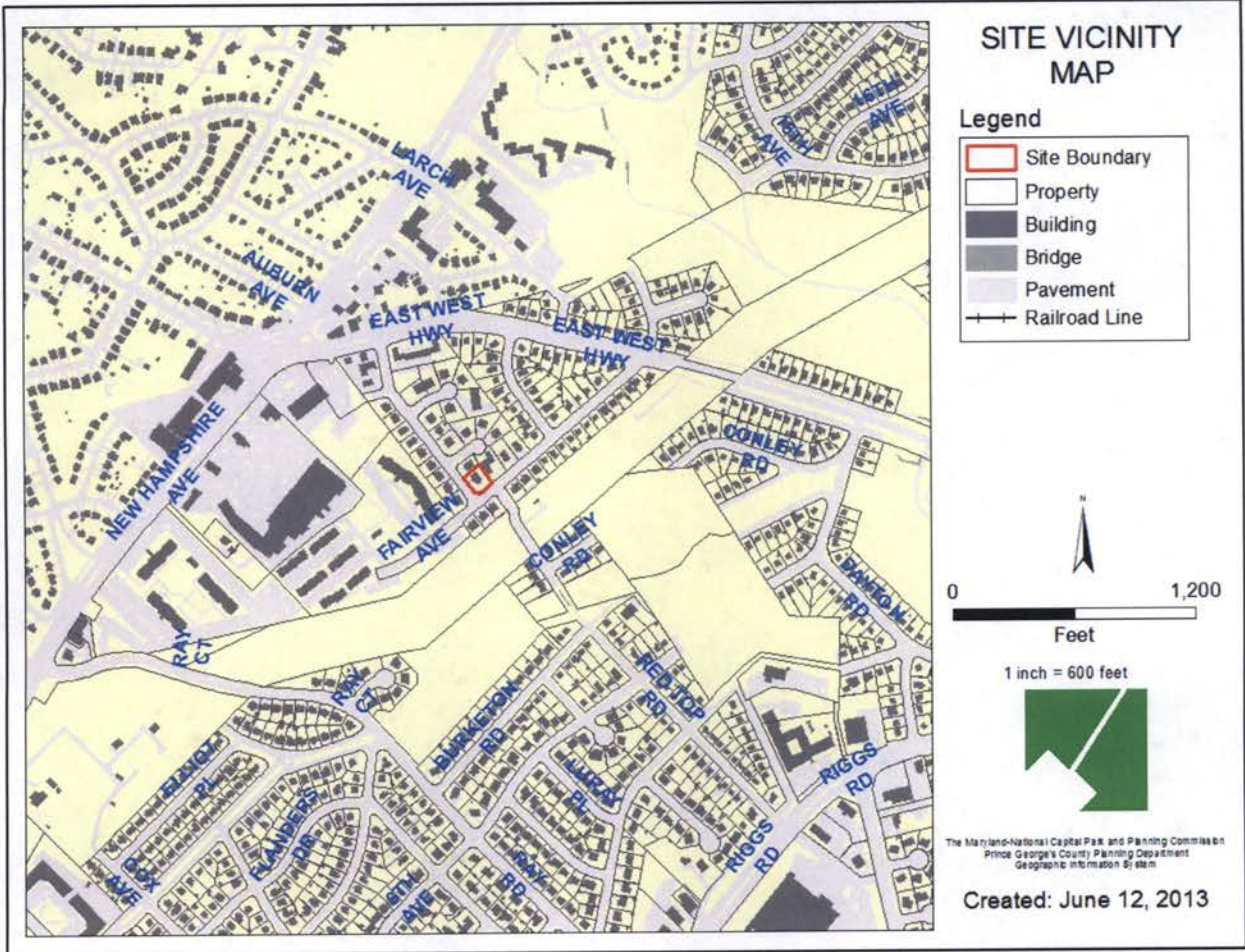 SITE VICINITY
MAP
Legend
Site Boundary
Property
Building
Bridge
Pavement
Railroad Line
N
0 1,200
Feet
1 inch = 600 feet
The Maryland-National Capital Park and Planning Commission
Prince George's County Planning Department
Geographic Information System
Created: June 12, 2013
16TH
AVE
15TH
AVE
LARCH
AVE
AUBURN
AVE
EAST WEST
HWY
EAST WEST
HWY
NEW HAMPSHIRE
AVE
CONLEY
RD
FAIRVIEW
AVE
CONLEY
RD
DAYTON
RD
RAY
CT
RAY
CT
RED TOP
RD
BURKETON
RD
LURAY
PL
RIGGS
RD
RIGGS
RD
ELLIOT
PL
FLANDERS
DR
COX
AVE
RAY
RD
AVE